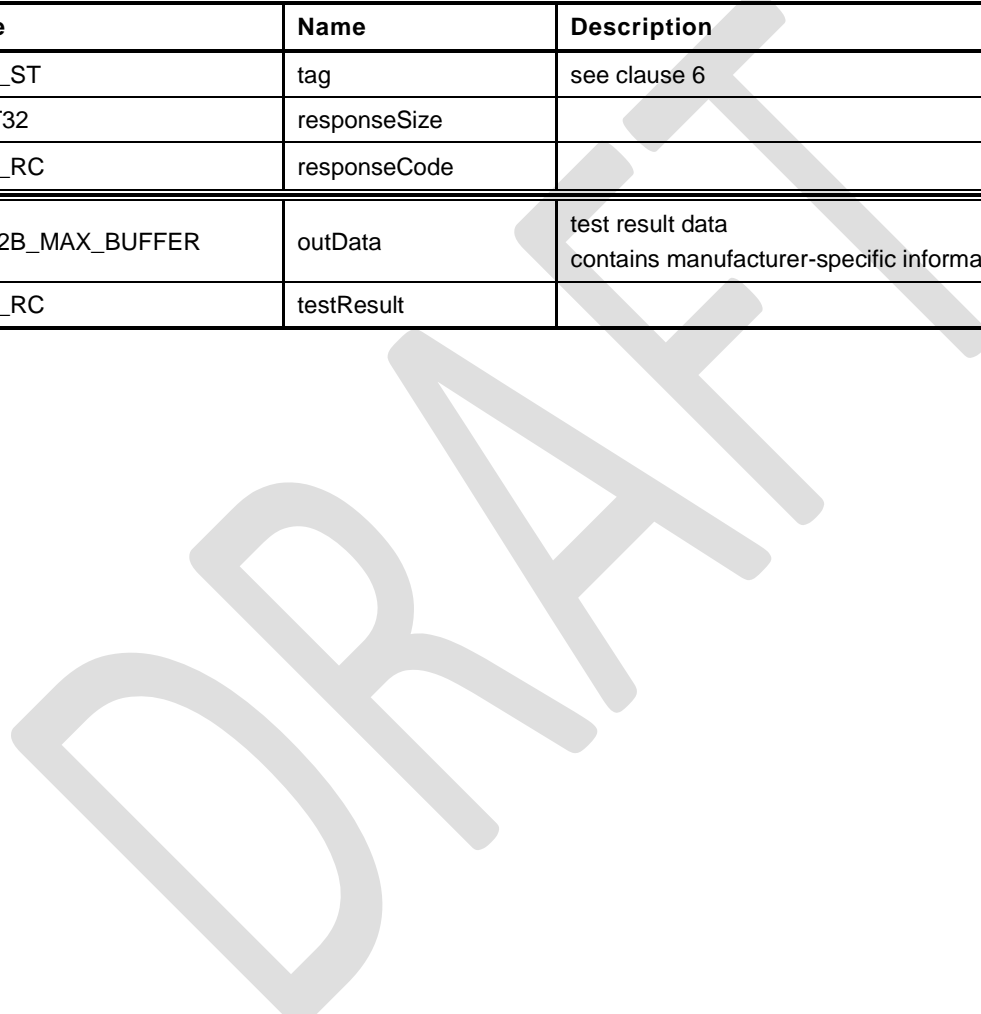 e Name Description
_ST tag see clause 6
T32 responseSize
_RC responseCode
2B_MAX_BUFFER outData test result data
contains manufacturer-specific informa
_RC testResult
DRAFT